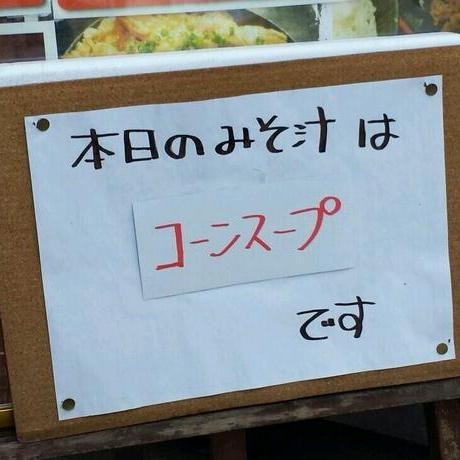 本日のみそ汁は
コーンスープ
です